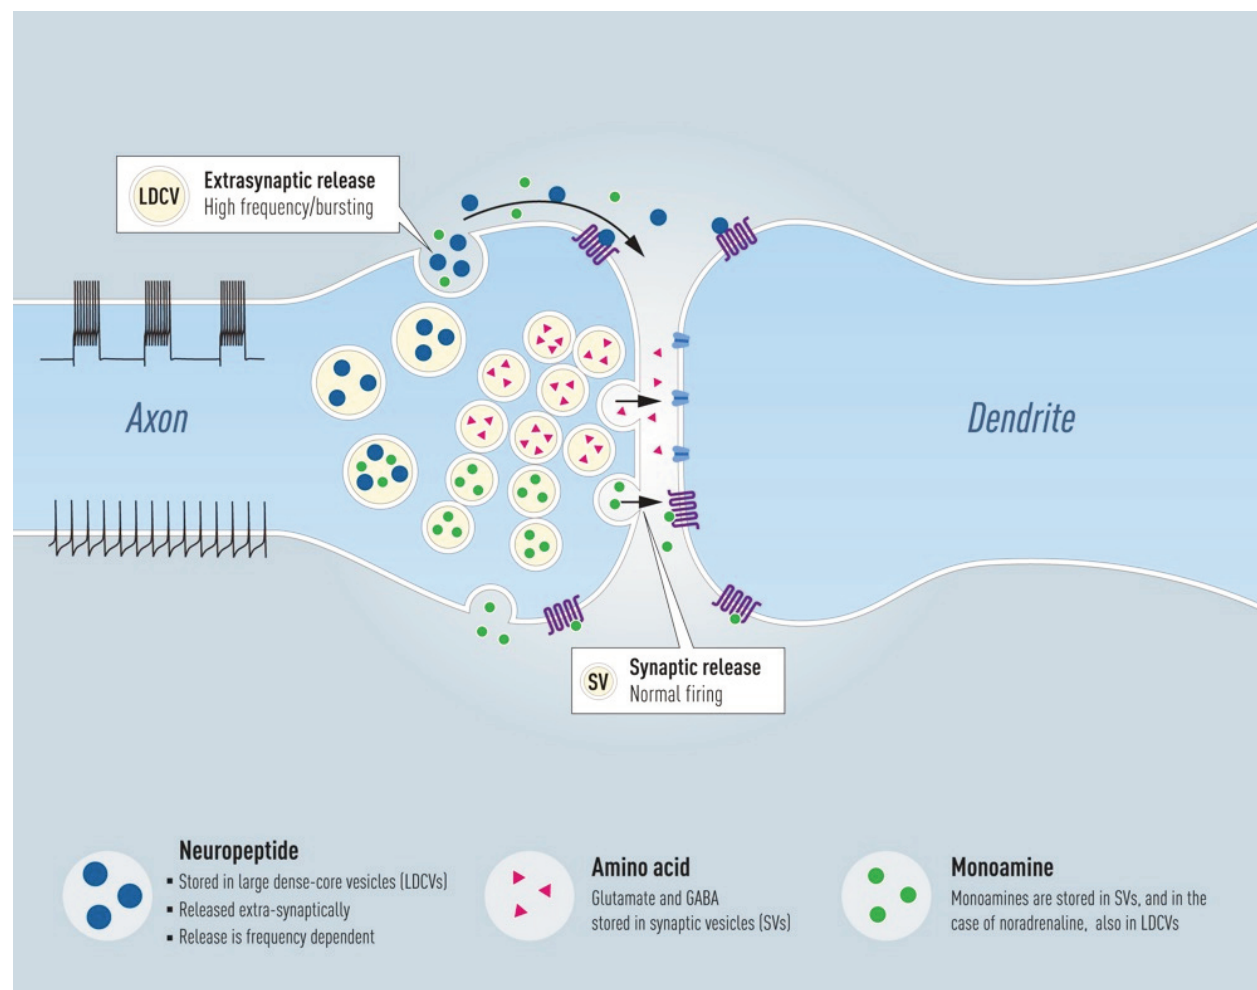 LDCV
Extrasynaptic release
High frequency/bursting
Axon
Dendrite
SV
Synaptic release
Normal firing
Neuropeptide
▪ Stored in large dense-core vesicles (LDCVs)
▪ Released extra-synaptically
▪ Release is frequency dependent
Amino acid
Glutamate and GABA
stored in synaptic vesicles (SVs)
Monoamine
Monoamines are stored in SVs, and in the
case of noradrenaline, also in LDCVs